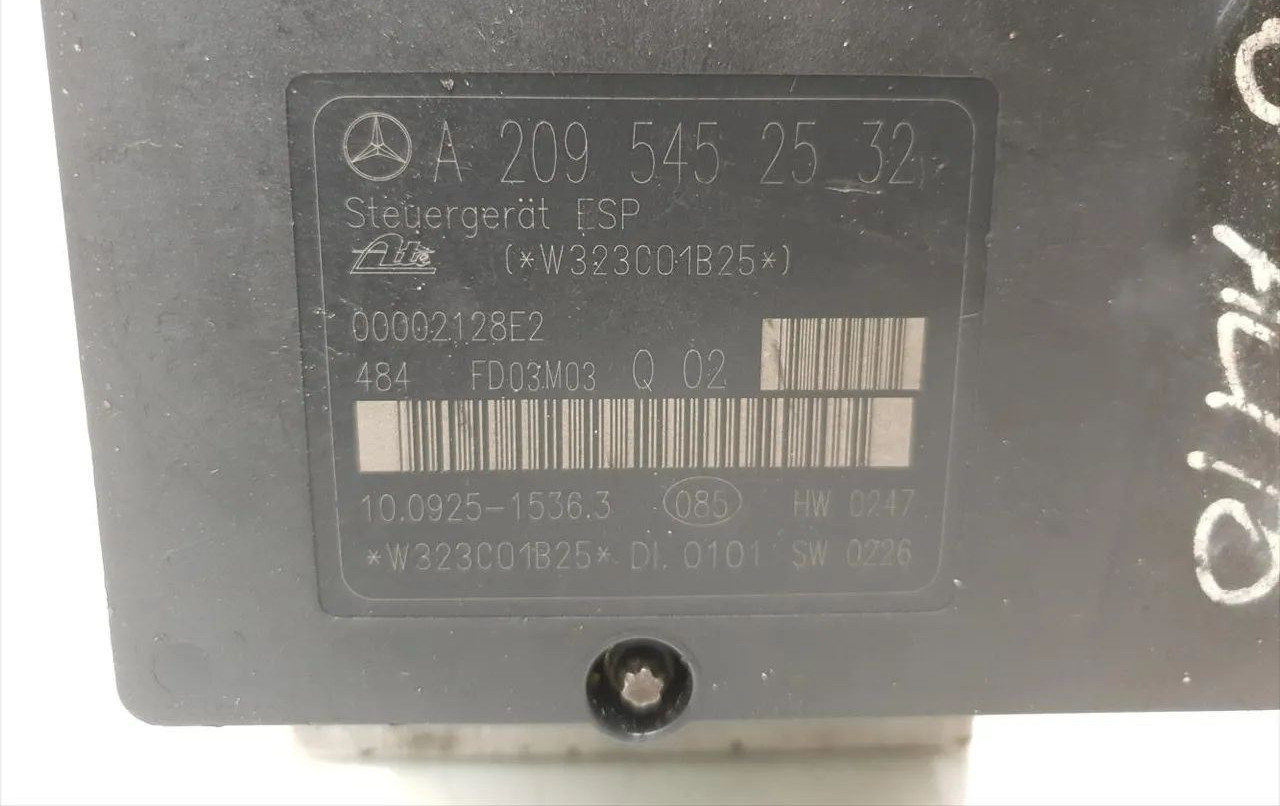 A 209 545 25 32
Steuergerät ESP
Ate (*W323C01B25*)
00002128E2
484 FD03M03 Q 02
10.0925-1536.3 085 HW 0247
*W323C01B25* DI. 0101 SW 0226